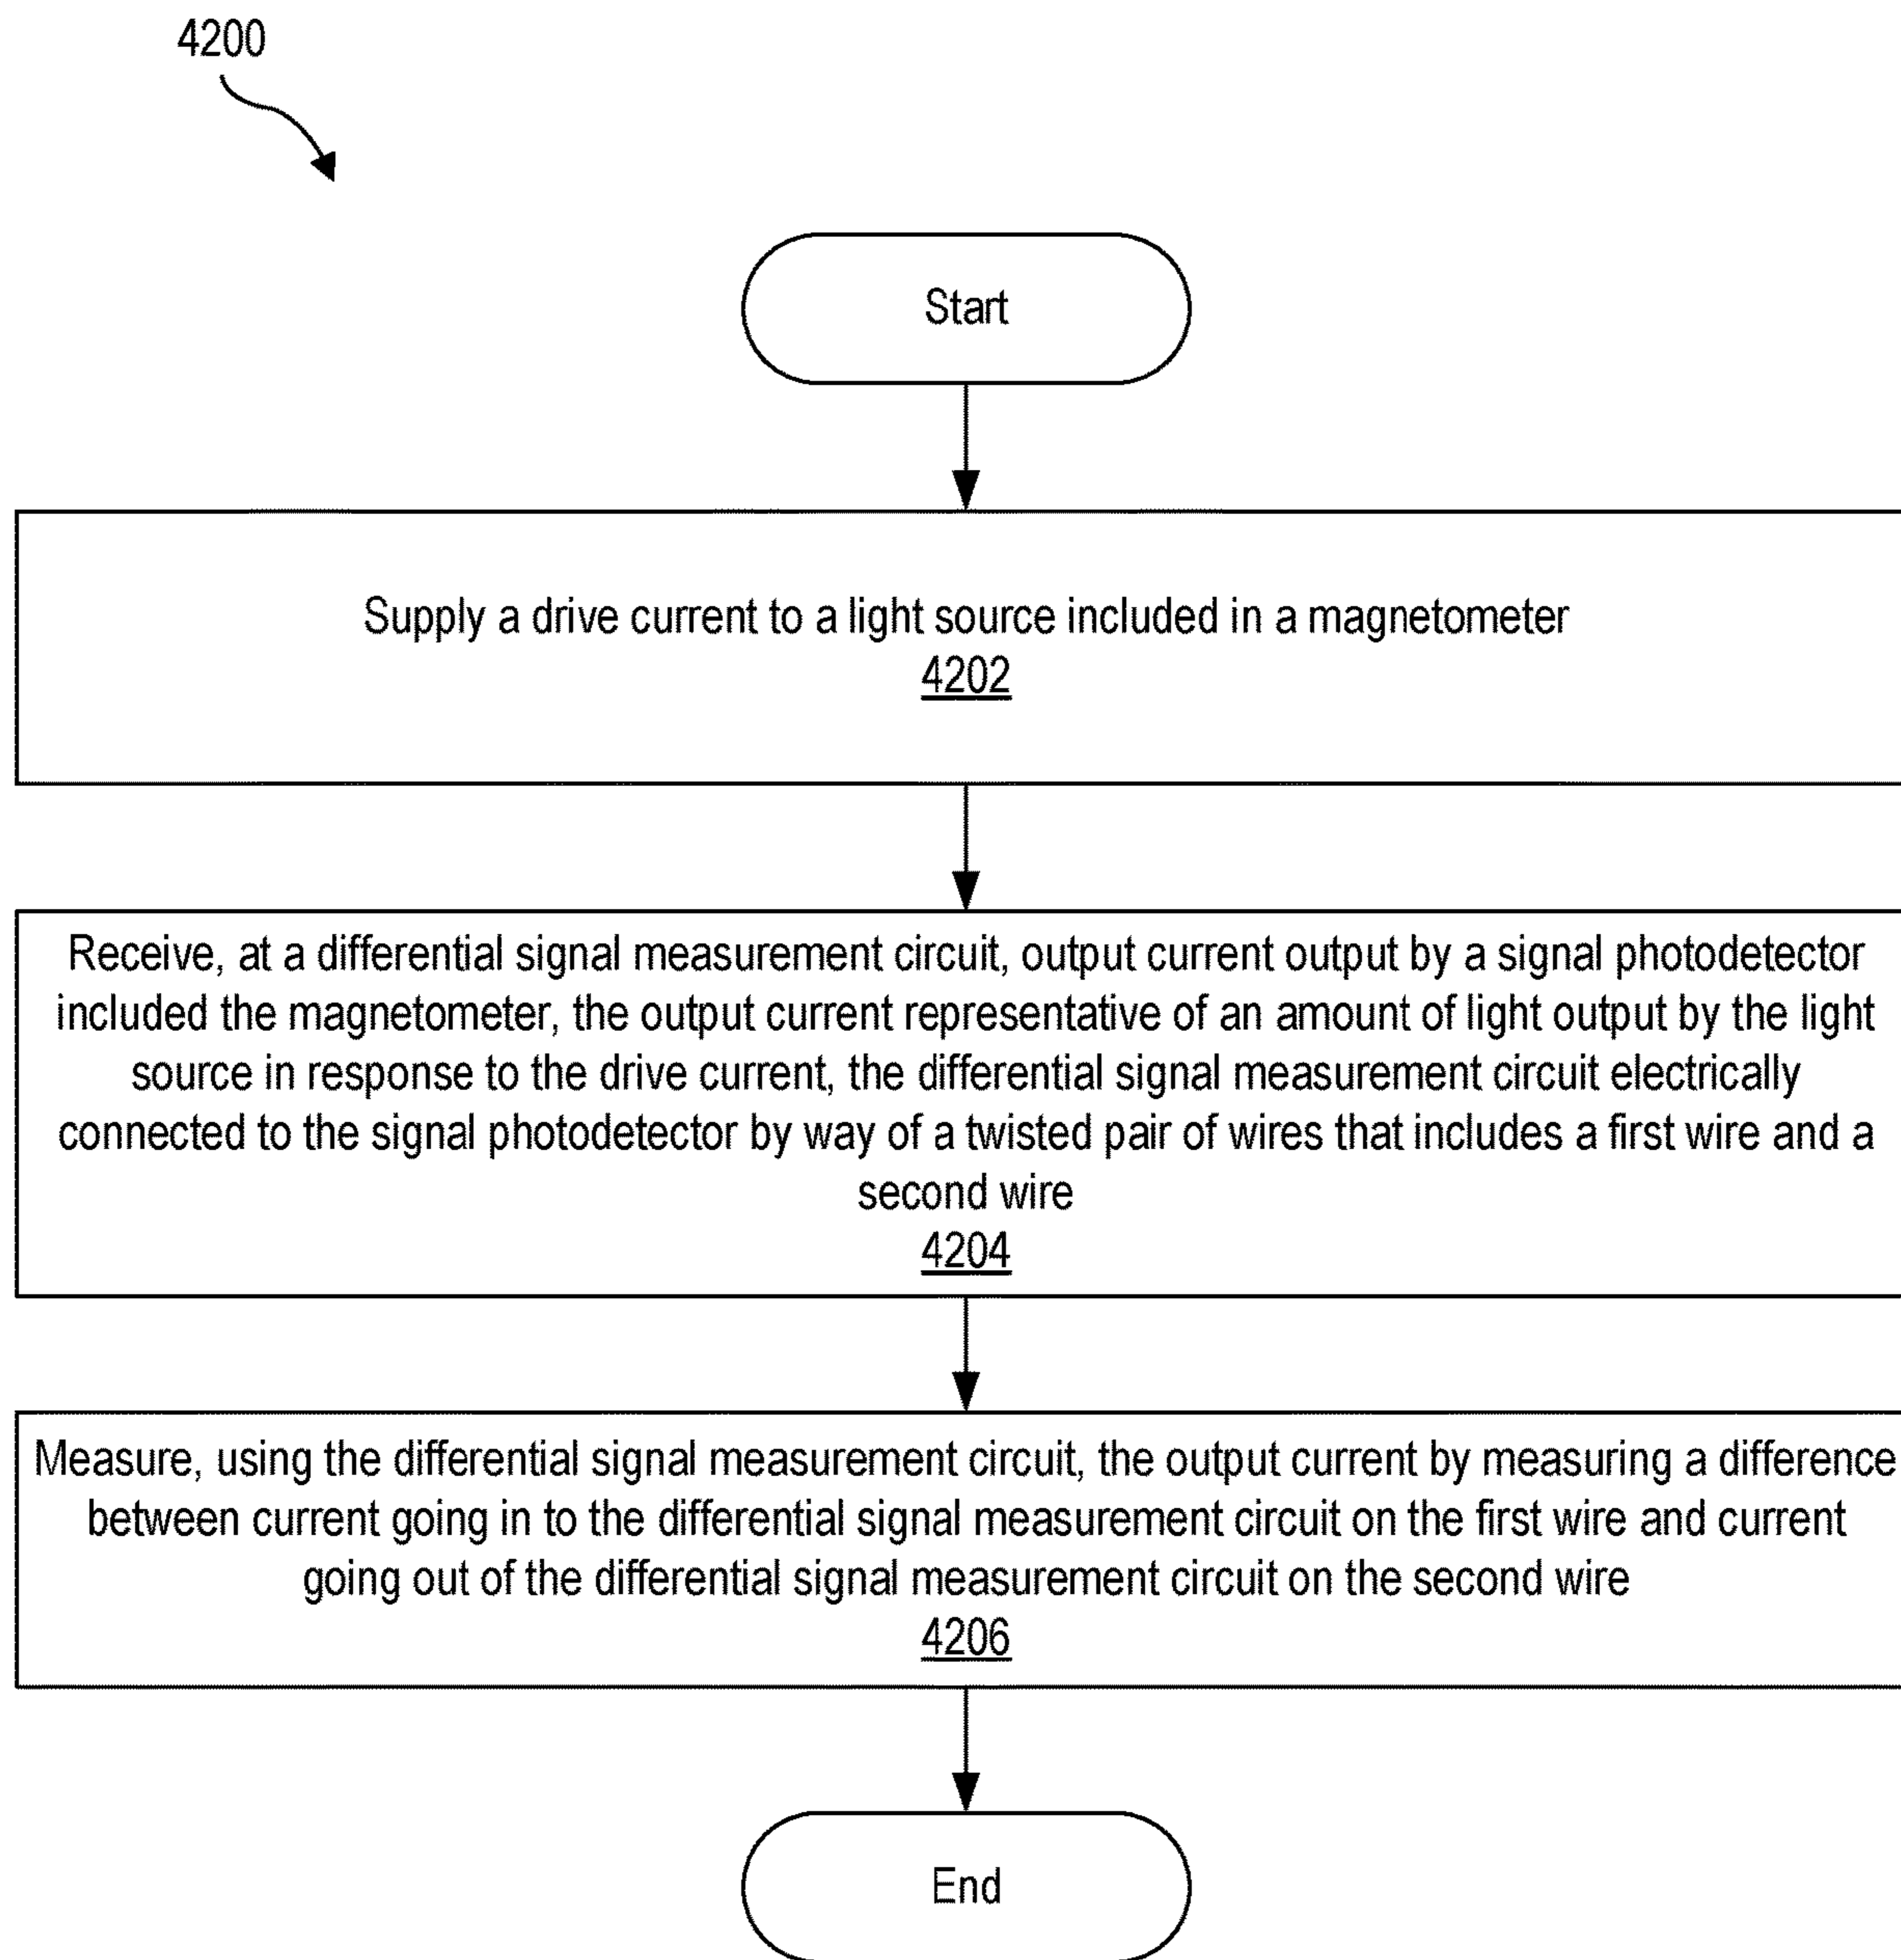 4200
Start
Supply a drive current to a light source included in a magnetometer
4202
Receive, at a differential signal measurement circuit, output current output by a signal photodetector
included the magnetometer, the output current representative of an amount of light output by the light
source in response to the drive current, the differential signal measurement circuit electrically
connected to the signal photodetector by way of a twisted pair of wires that includes a first wire and a
second wire
4204
Measure, using the differential signal measurement circuit, the output current by measuring a difference
between current going in to the differential signal measurement circuit on the first wire and current
going out of the differential signal measurement circuit on the second wire
4206
End